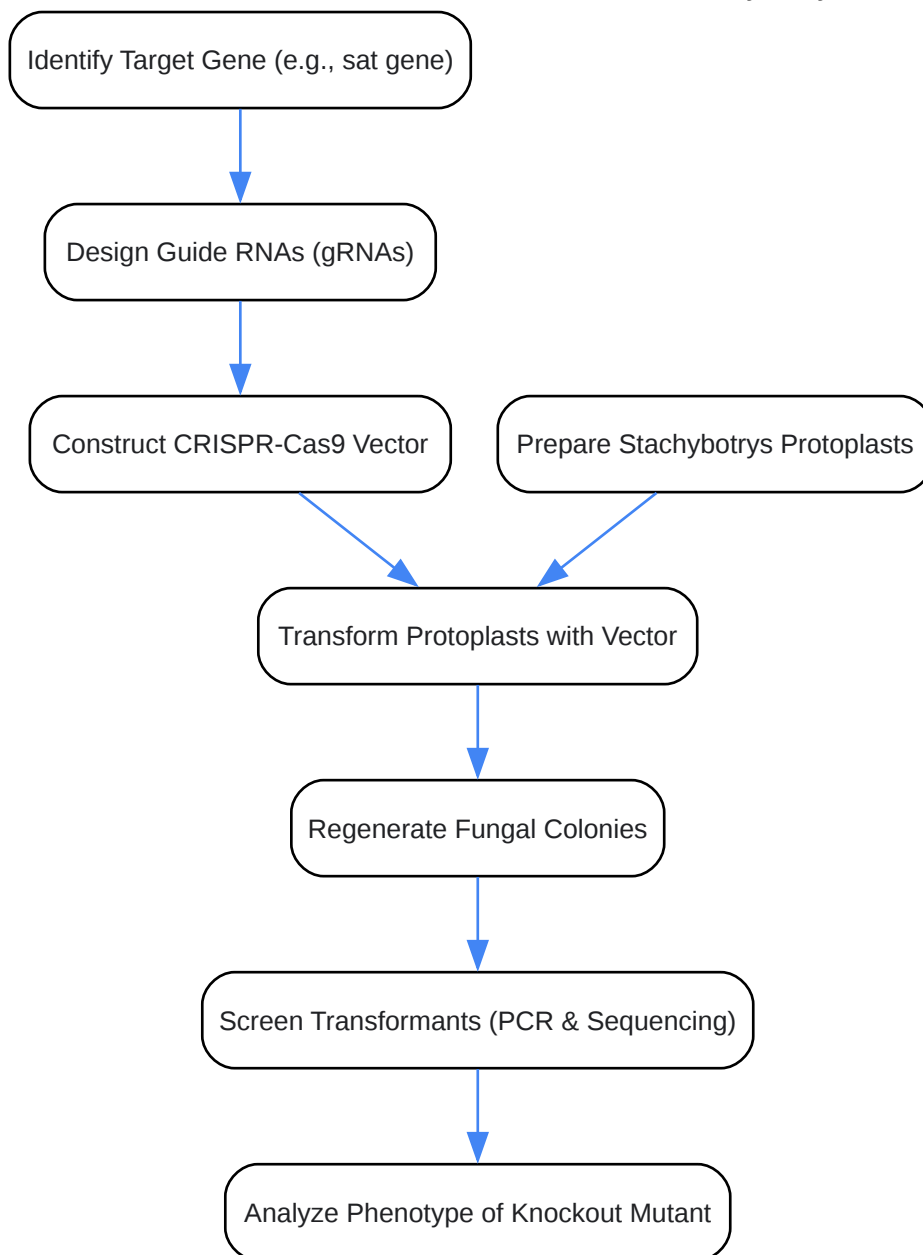 Identify Target Gene (e.g., sat gene)
Design Guide RNAs (gRNAs)
Construct CRISPR-Cas9 Vector
Prepare Stachybotrys Protoplasts
Transform Protoplasts with Vector
Regenerate Fungal Colonies
Screen Transformants (PCR & Sequencing)
Analyze Phenotype of Knockout Mutant